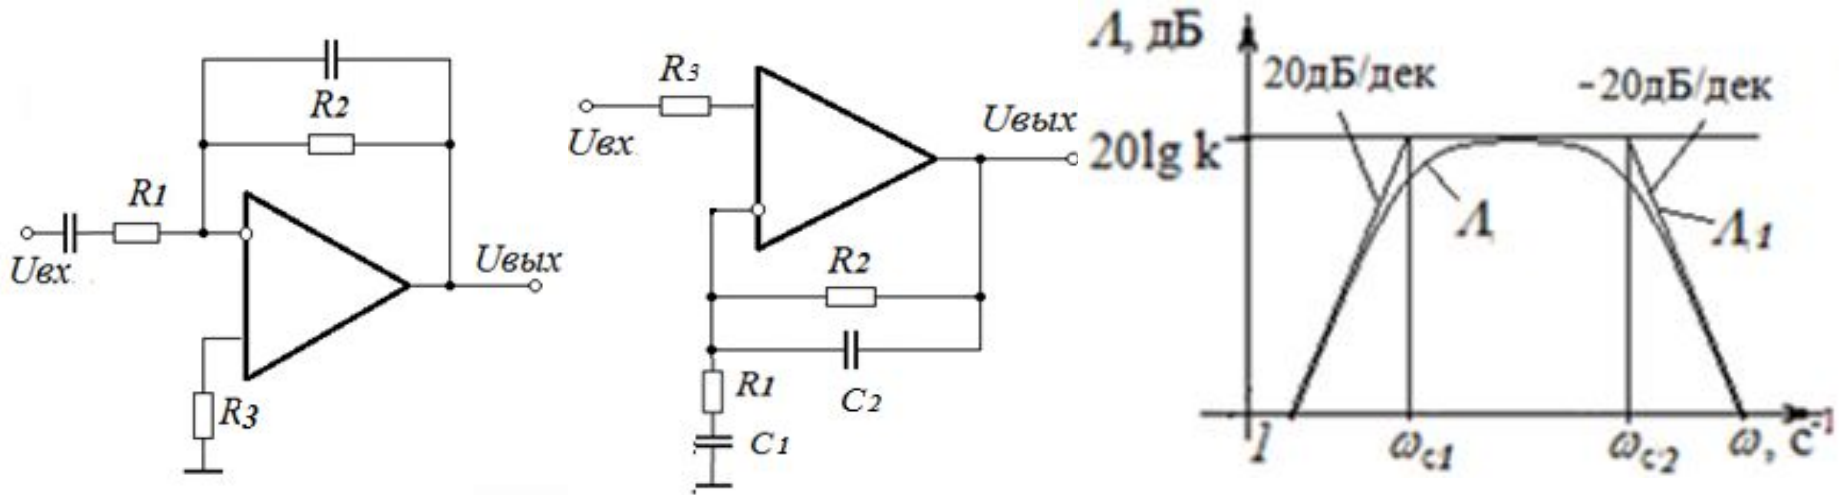 R2
R1
Uвх.
Uвых
R3
R3
Uвх.
Uвых
R2
R1
C2
C1
Λ, дБ
20дБ/дек
-20дБ/дек
20lg k
Λ
Λ1
1
ωc1
ωc2
ω, c-1